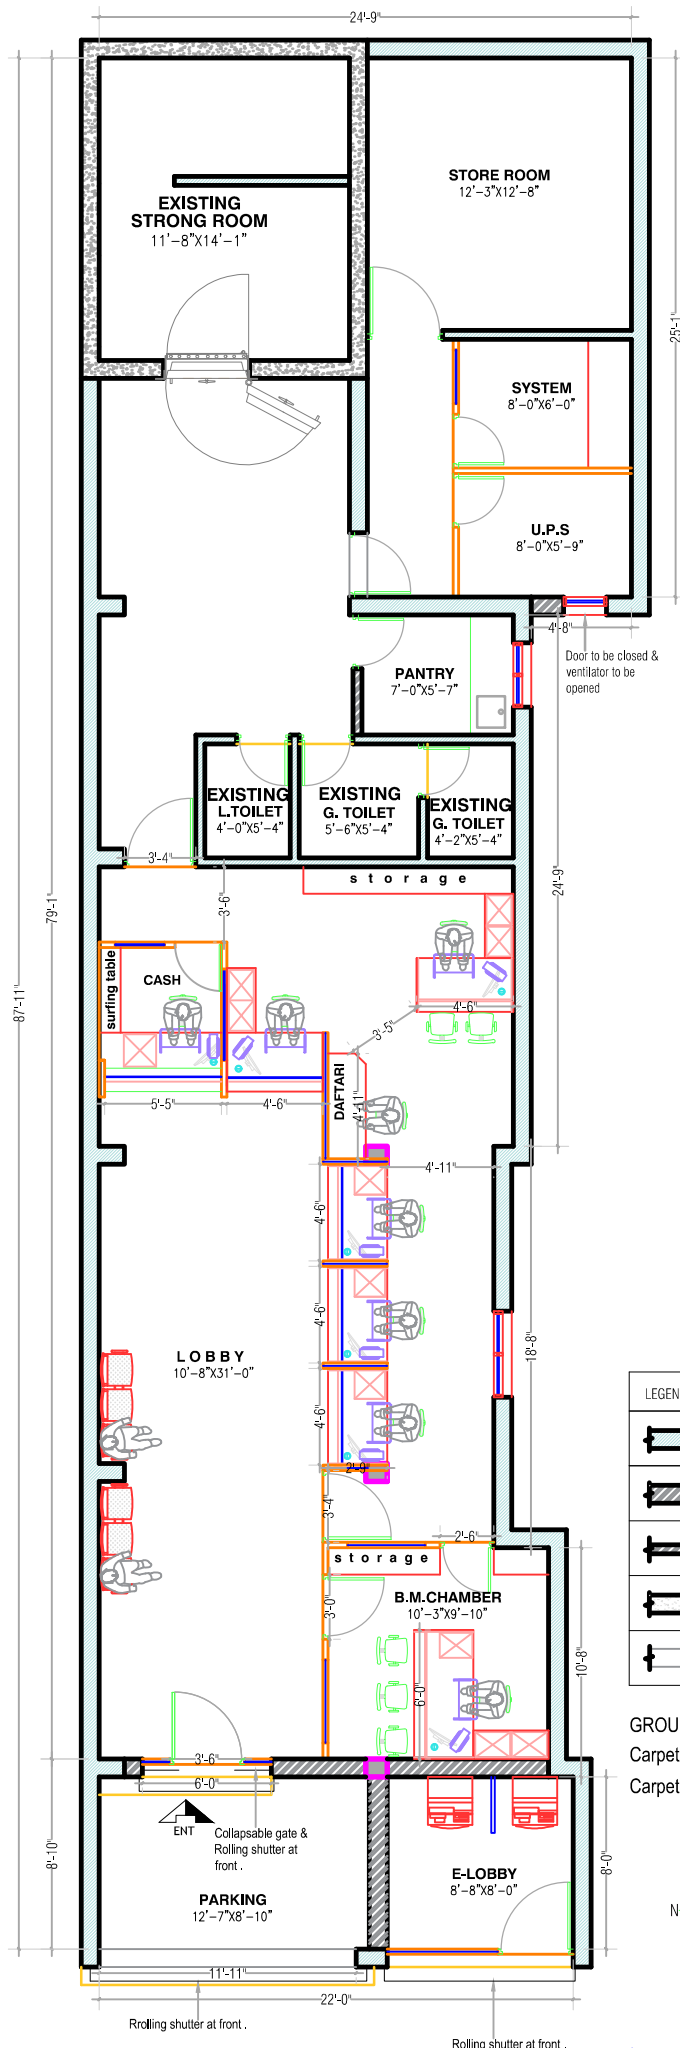 24'-9"
EXISTING
STRONG ROOM
11'-8"X14'-1"
STORE ROOM
12'-3"X12'-8"
25'-1"
SYSTEM
8'-0"X6'-0"
U.P.S
8'-0"X5'-9"
4'-8"
Door to be closed &
ventilator to be
opened
PANTRY
7'-0"X5'-7"
EXISTING
L.TOILET
4'-0"X5'-4"
EXISTING
G. TOILET
5'-6"X5'-4"
EXISTING
G. TOILET
4'-2"X5'-4"
3'-4"
3'-6"
storage
24'-9"
79'-1"
87'-11"
surfing table
CASH
4'-6"
3'-5"
DAFTARI
4'-11"
5'-5"
4'-6"
4'-11"
4'-6"
4'-6"
4'-6"
18'-8"
LOBBY
10'-8"X31'-0"
2'-9"
3'-4"
2'-6"
storage
B.M.CHAMBER
10'-3"X9'-10"
3'-0"
6'-0"
10'-8"
LEGEN
GROU
Carpet
Carpet
N
3'-6"
6'-0"
ENT
Collapsable gate &
Rolling shutter at
front .
8'-10"
PARKING
12'-7"X8'-10"
E-LOBBY
8'-8"X8'-0"
8'-0"
11'-11"
22'-0"
Rrolling shutter at front .
Rolling shutter at front .